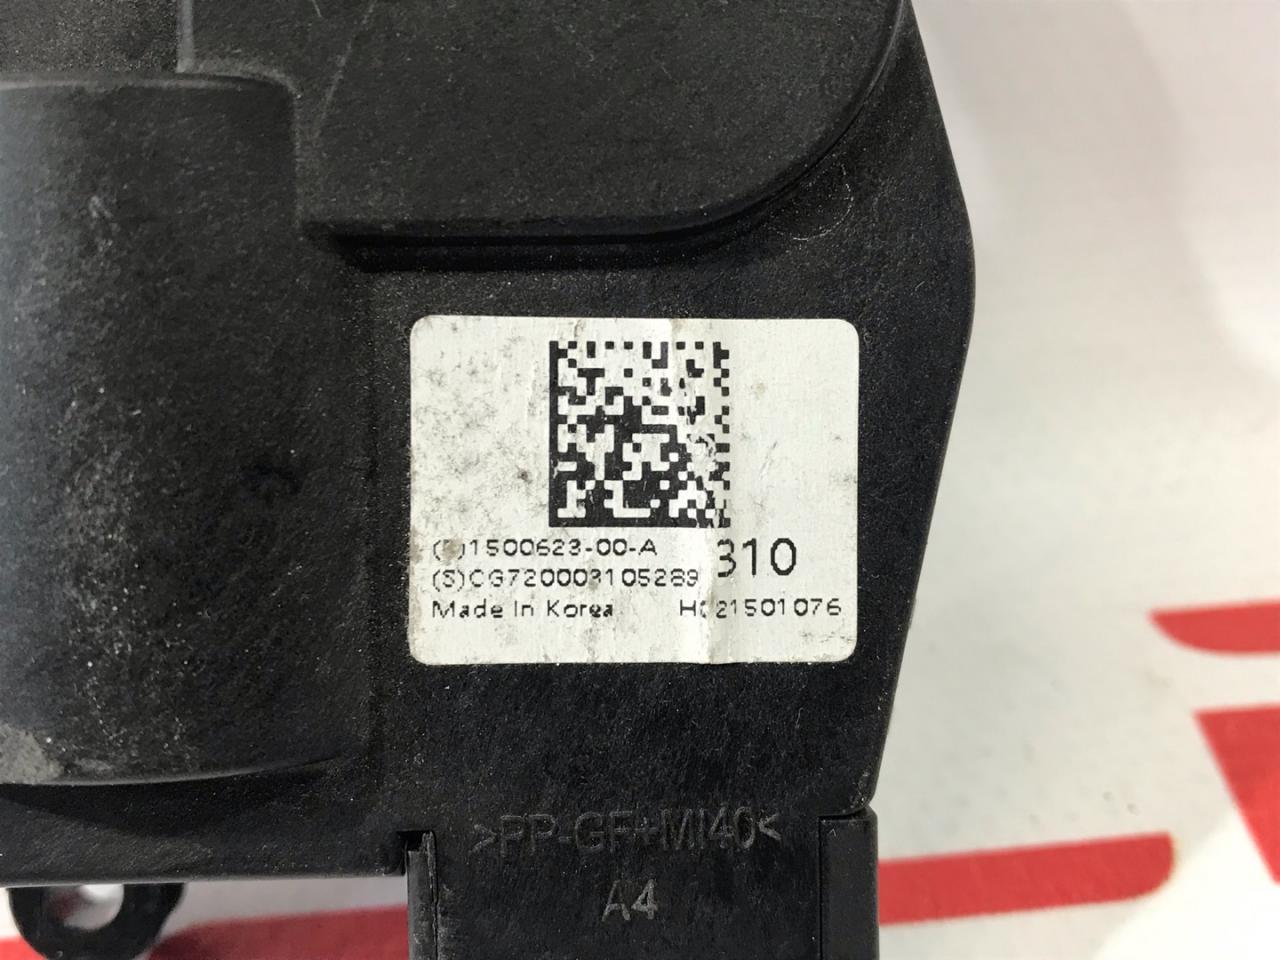 1500623-00-A 310
(S)CG720003105289
Made In Korea 21501076
>PP-GF+MI40<
A4